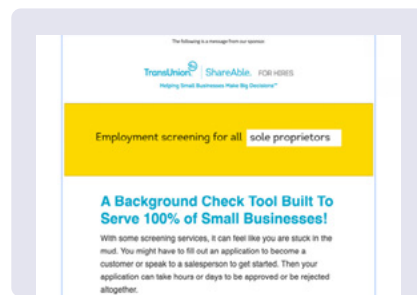 The following is a message from our sponsor.
TransUnion | ShareAble. FOR HIRES
Helping Small Businesses Make Big Decisions™
Employment screening for all sole proprietors
A Background Check Tool Built To
Serve 100% of Small Businesses!
With some screening services, it can feel like you are stuck in the
mud. You might have to fill out an application to become a
customer or speak to a salesperson to get started. Then your
application can take hours or days to be approved or be rejected
altogether.